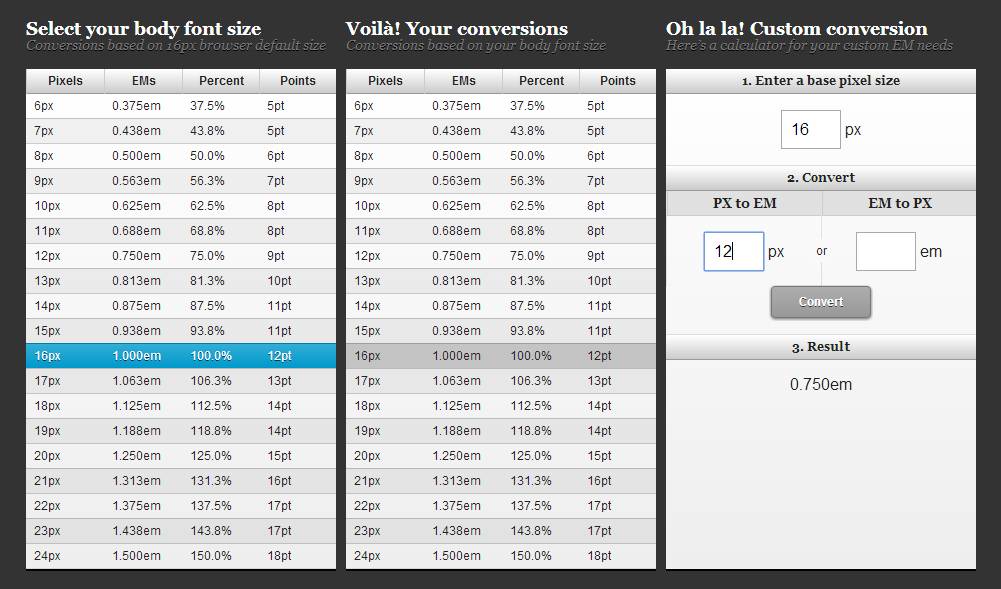 Select your body font size
Conversions based on 16px browser default size
Pixels EMs Percent Points
6px 0.375em 37.5% 5pt
7px 0.438em 43.8% 5pt
8px 0.500em 50.0% 6pt
9px 0.563em 56.3% 7pt
10px 0.625em 62.5% 8pt
11px 0.688em 68.8% 8pt
12px 0.750em 75.0% 9pt
13px 0.813em 81.3% 10pt
14px 0.875em 87.5% 11pt
15px 0.938em 93.8% 11pt
16px 1.000em 100.0% 12pt
17px 1.063em 106.3% 13pt
18px 1.125em 112.5% 14pt
19px 1.188em 118.8% 14pt
20px 1.250em 125.0% 15pt
21px 1.313em 131.3% 16pt
22px 1.375em 137.5% 17pt
23px 1.438em 143.8% 17pt
24px 1.500em 150.0% 18pt
Voilà! Your conversions
Conversions based on your body font size
Pixels EMs Percent Points
6px 0.375em 37.5% 5pt
7px 0.438em 43.8% 5pt
8px 0.500em 50.0% 6pt
9px 0.563em 56.3% 7pt
10px 0.625em 62.5% 8pt
11px 0.688em 68.8% 8pt
12px 0.750em 75.0% 9pt
13px 0.813em 81.3% 10pt
14px 0.875em 87.5% 11pt
15px 0.938em 93.8% 11pt
16px 1.000em 100.0% 12pt
17px 1.063em 106.3% 13pt
18px 1.125em 112.5% 14pt
19px 1.188em 118.8% 14pt
20px 1.250em 125.0% 15pt
21px 1.313em 131.3% 16pt
22px 1.375em 137.5% 17pt
23px 1.438em 143.8% 17pt
24px 1.500em 150.0% 18pt
Oh la la! Custom conversion
Here's a calculator for your custom EM needs
1. Enter a base pixel size
16 px
2. Convert
PX to EM EM to PX
12 px or em
Convert
3. Result
0.750em